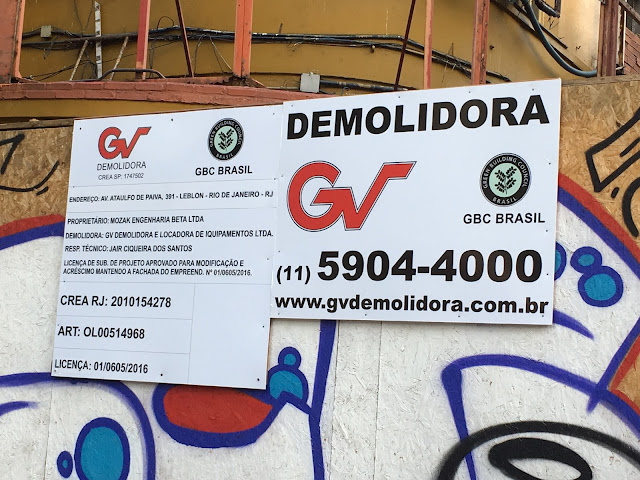 GV
DEMOLIDORA
CREA SP: 1747502
GREEN BUILDING COUNCIL
BRASIL
GBC BRASIL
ENDEREÇO: AV. ATAULFO DE PAIVA, 391 - LEBLON - RIO DE JANEIRO - RJ
PROPRIETÁRIO: MOZAK ENGENHARIA BETA LTDA
DEMOLIDORA: GV DEMOLIDORA E LOCADORA DE IQUIPAMENTOS LTDA.
RESP. TÉCNICO: JAIR CIQUEIRA DOS SANTOS
LICENÇA DE SUB. DE PROJETO APROVADO PARA MODIFICAÇÃO E
ACRÉSCIMO MANTENDO A FACHADA DO EMPREEND. Nº 01/0605/2016.
CREA RJ: 2010154278
ART: OL00514968
LICENÇA: 01/0605/2016
DEMOLIDORA
GV
GREEN BUILDING COUNCIL
BRASIL
GBC BRASIL
(11) 5904-4000
www.gvdemolidora.com.br